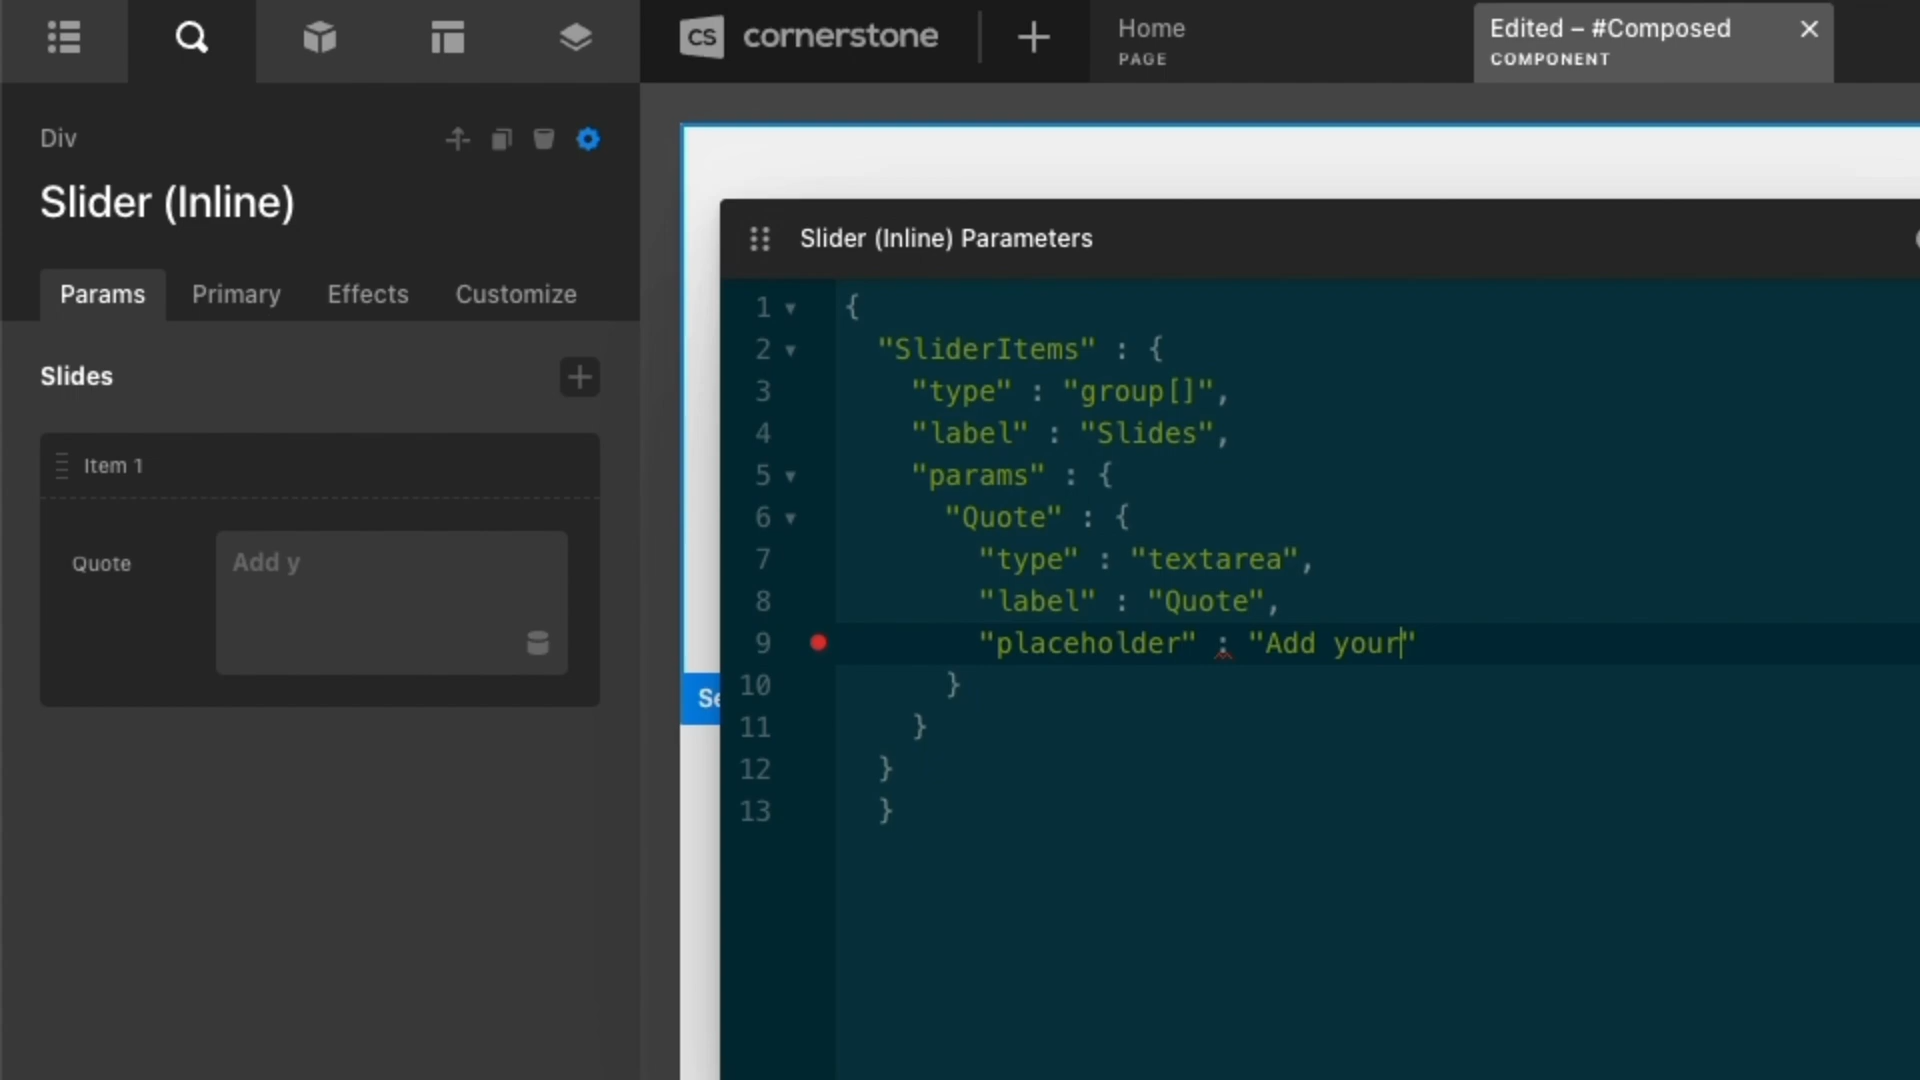 CS cornerstone
Home
PAGE
Edited – #Composed
COMPONENT
Div
Slider (Inline)
Params
Primary
Effects
Customize
Slides
Item 1
Quote
Add y
Slider (Inline) Parameters
1 {
2 "SliderItems" : {
3 "type" : "group[]",
4 "label" : "Slides",
5 "params" : {
6 "Quote" : {
7 "type" : "textarea",
8 "label" : "Quote",
9 "placeholder" : "Add your"
10 }
11 }
12 }
13 }
Se